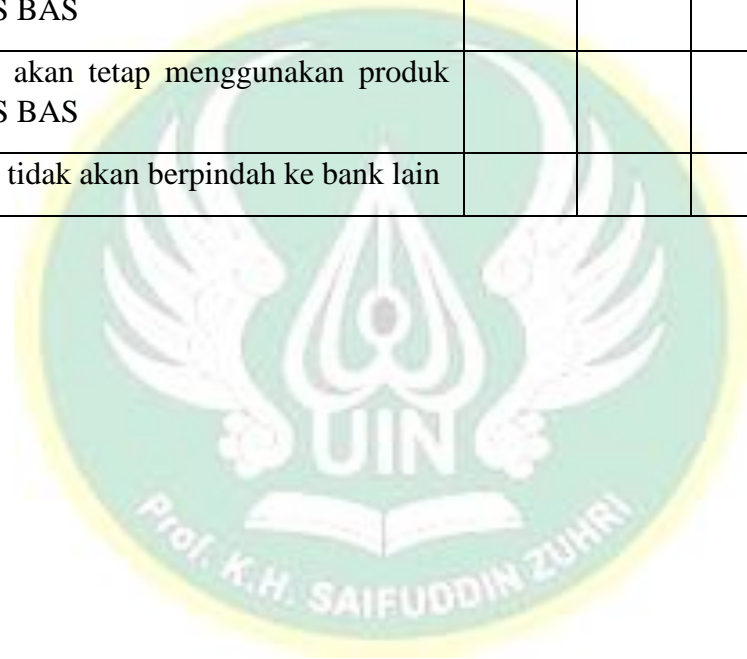 S BAS
akan tetap menggunakan produk
S BAS
tidak akan berpindah ke bank lain
UIN
Prof. K.H. SAIFUDDIN ZUHRI